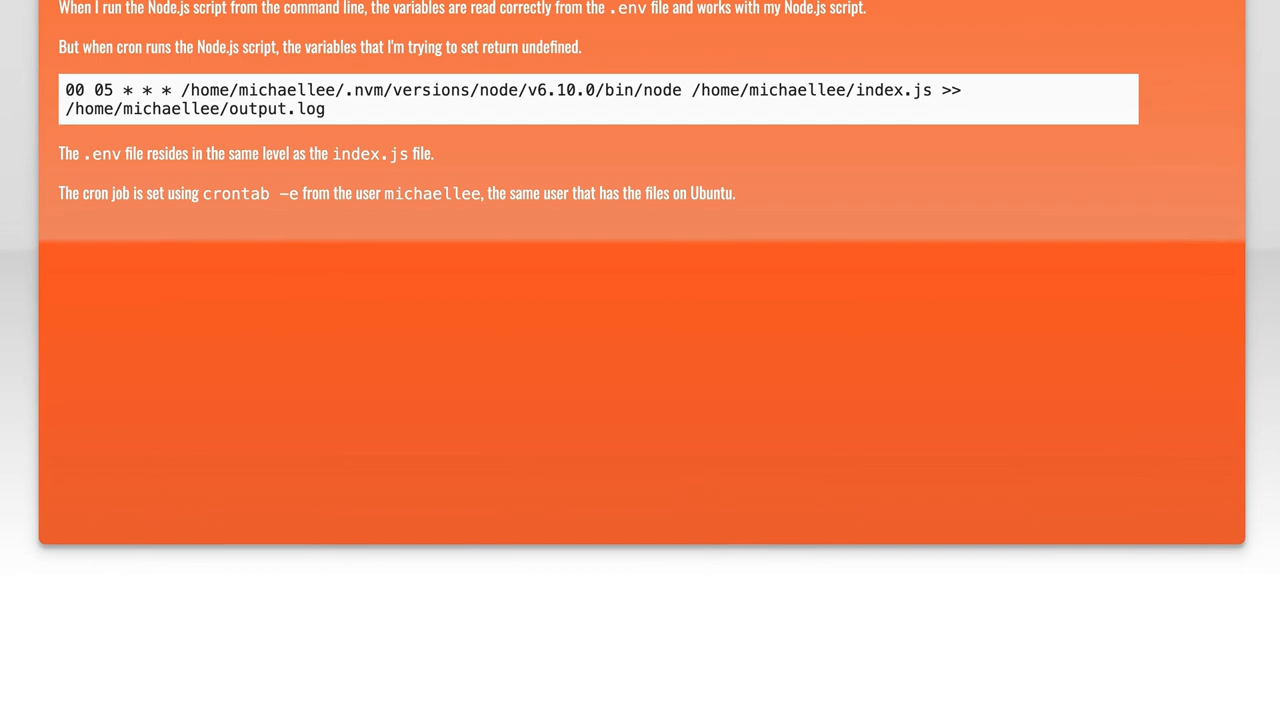 When I run the Node.js script from the command line, the variables are read correctly from the .env file and works with my Node.js script.
But when cron runs the Node.js script, the variables that I'm trying to set return undefined.
00 05 * * * /home/michaellee/.nvm/versions/node/v6.10.0/bin/node /home/michaellee/index.js >>
/home/michaellee/output.log
The .env file resides in the same level as the index.js file.
The cron job is set using crontab -e from the user michaellee, the same user that has the files on Ubuntu.